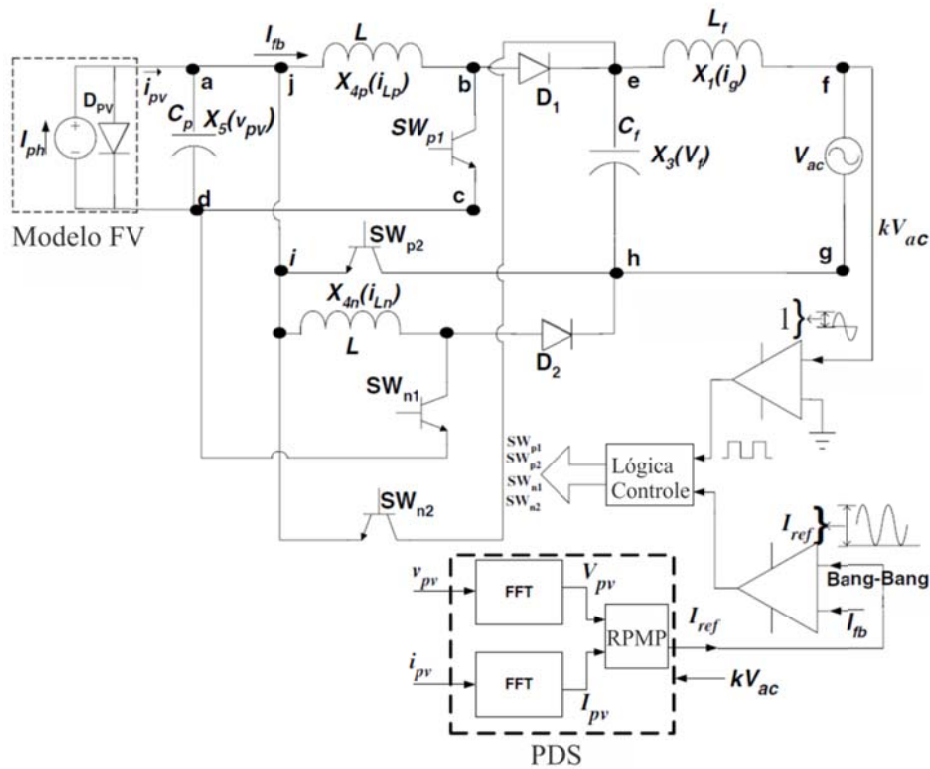 I_fb
L
L_f
i_pv
a
j
X_4p(i_Lp)
b
D_1
e
X_1(i_g)
f
D_PV
C_p
X_5(v_pv)
SW_p1
C_f
X_3(V_f)
V_ac
I_ph
d
c
kV_ac
Modelo FV
SW_p2
i
h
g
X_4n(i_Ln)
1}
L
D_2
SW_n1
SW_p1
SW_p2
SW_n1
SW_n2
Lógica
Controle
SW_n2
I_ref}
Bang-Bang
I_fb
v_pv
FFT
V_pv
RPMP
I_ref
i_pv
FFT
I_pv
kV_ac
PDS